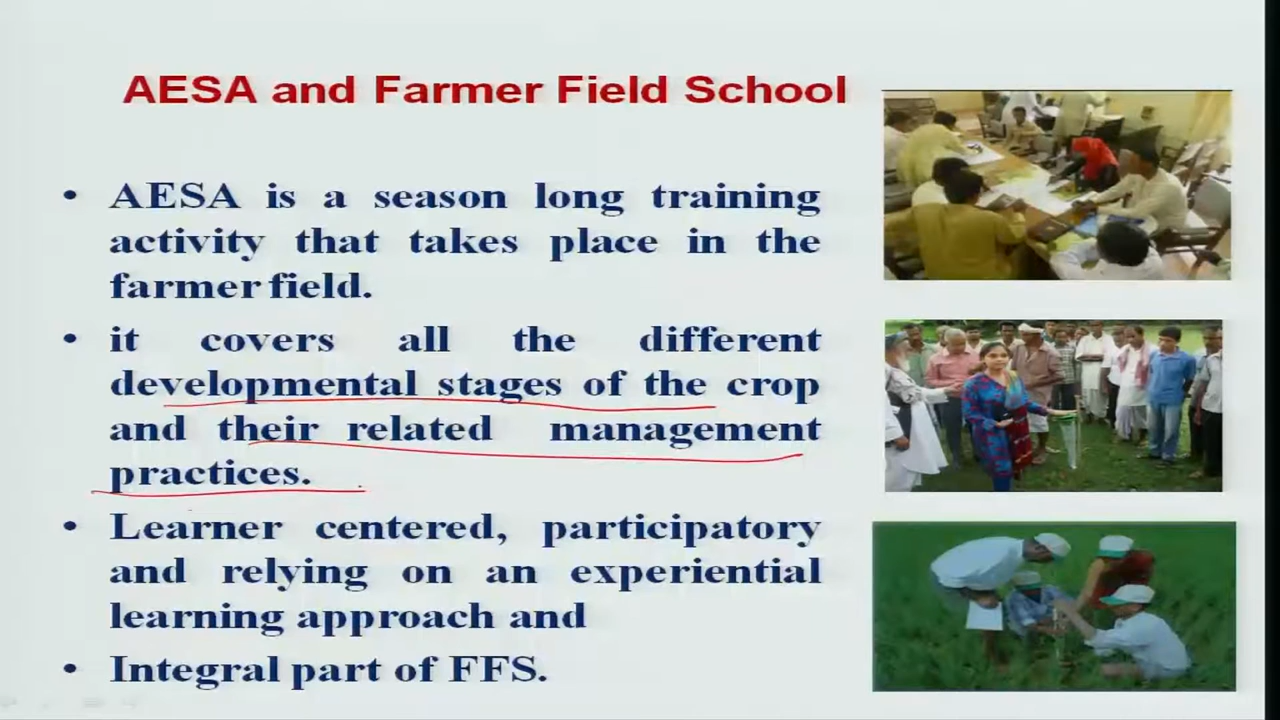 AESA and Farmer Field School
• AESA is a season long training
activity that takes place in the
farmer field.
• it covers all the different
developmental stages of the crop
and their related management
practices.
• Learner centered, participatory
and relying on an experiential
learning approach and
• Integral part of FFS.